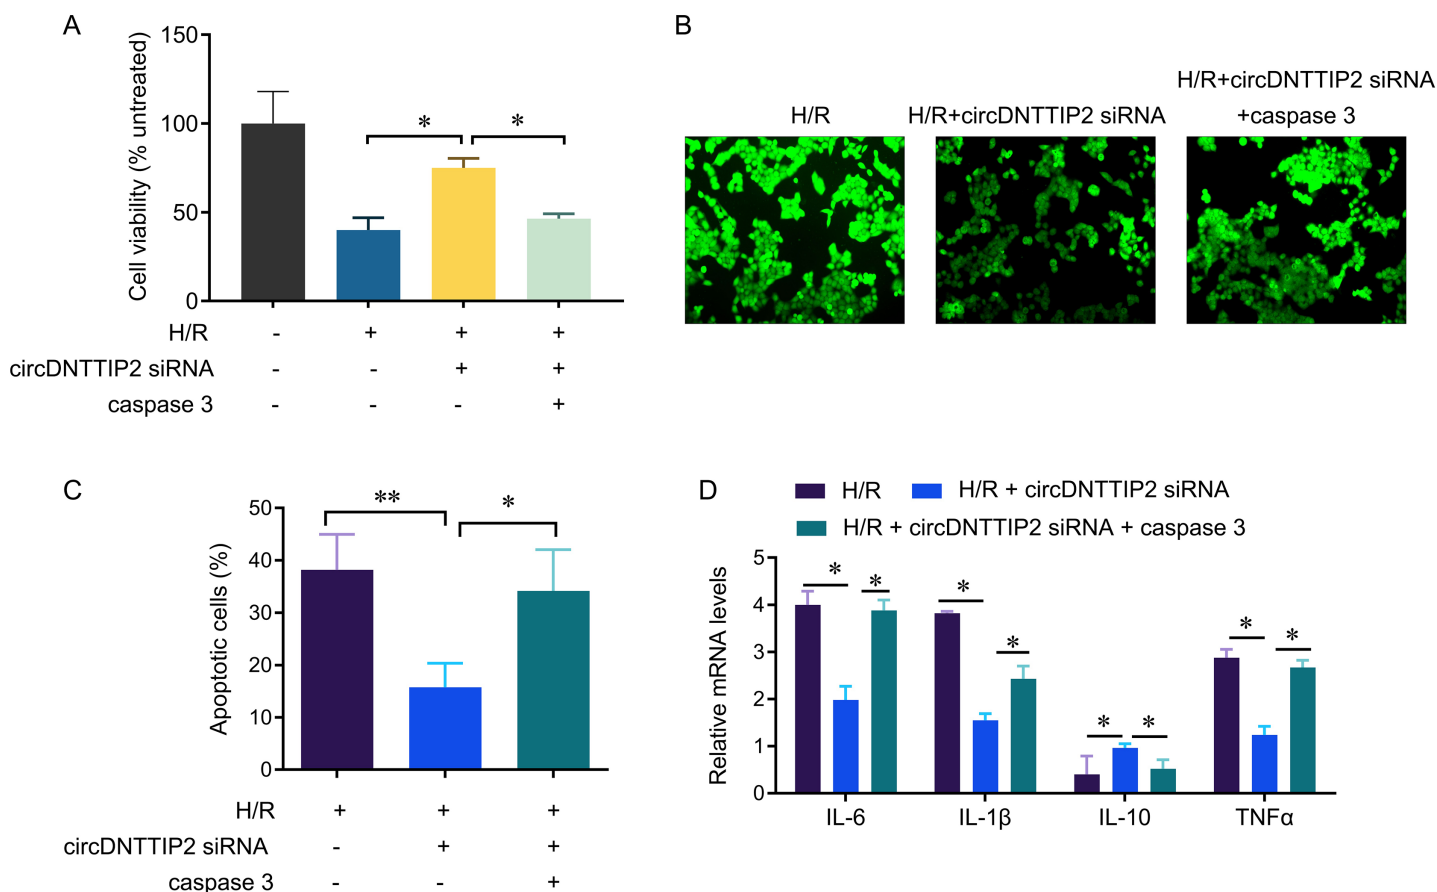 A
Cell viability (% untreated)
150
100
50
0
* *
H/R - + + +
circDNTTIP2 siRNA - - + +
caspase 3 - - - +
B
H/R
H/R+circDNTTIP2 siRNA
H/R+circDNTTIP2 siRNA
+caspase 3
C
Apoptotic cells (%)
50
40
30
20
10
0
** *
H/R + + +
circDNTTIP2 siRNA - + +
caspase 3 - - +
D
H/R H/R + circDNTTIP2 siRNA
H/R + circDNTTIP2 siRNA + caspase 3
Relative mRNA levels
5
4
3
2
1
0
* * * * * * * *
IL-6 IL-1β IL-10 TNFα